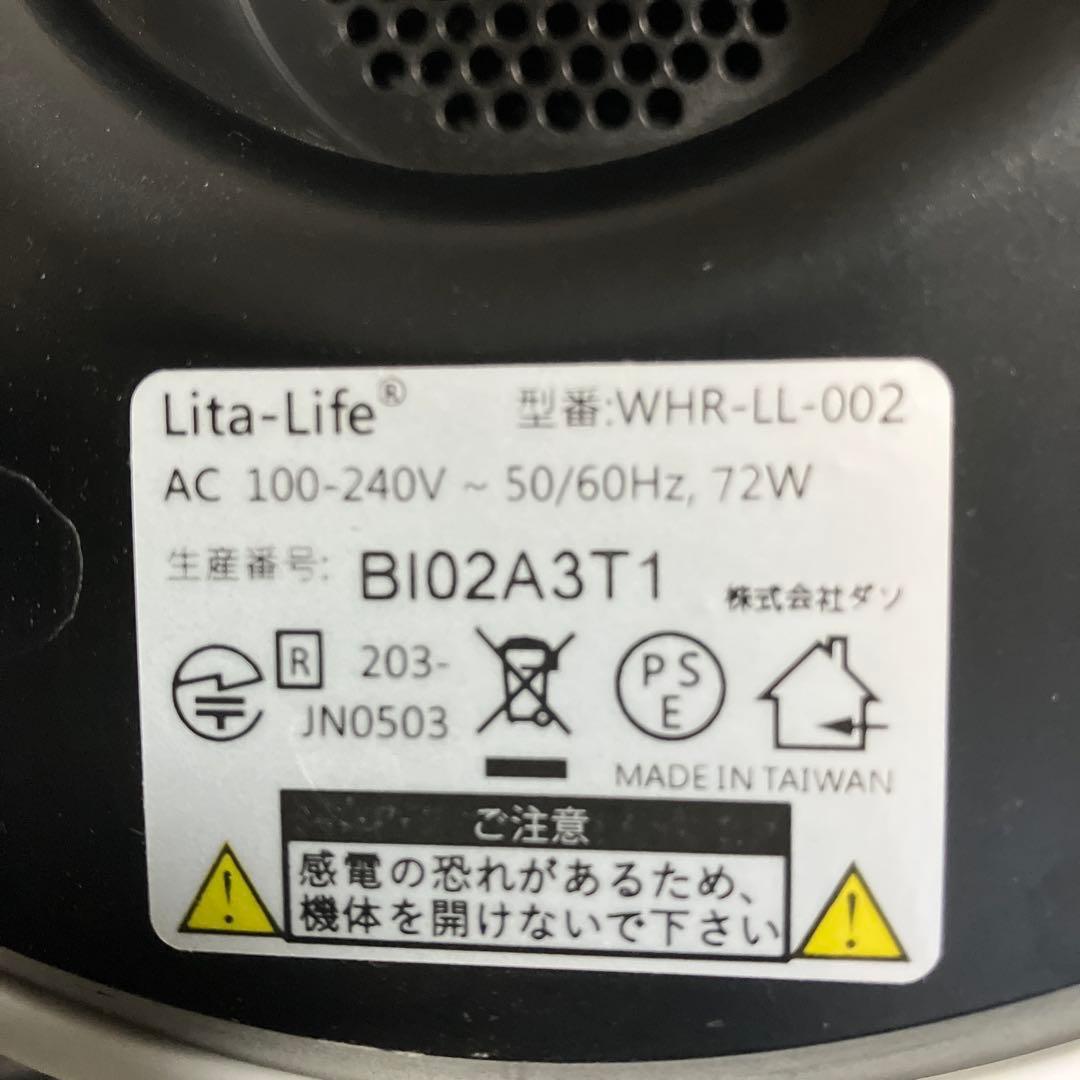 Lita-Life®
型番:WHR-LL-002
AC 100-240V ~ 50/60Hz, 72W
生産番号: BI02A3T1
株式会社ダソ
R 203-
JN0503
PSE
MADE IN TAIWAN
ご注意
感電の恐れがあるため、
機体を開けないで下さい